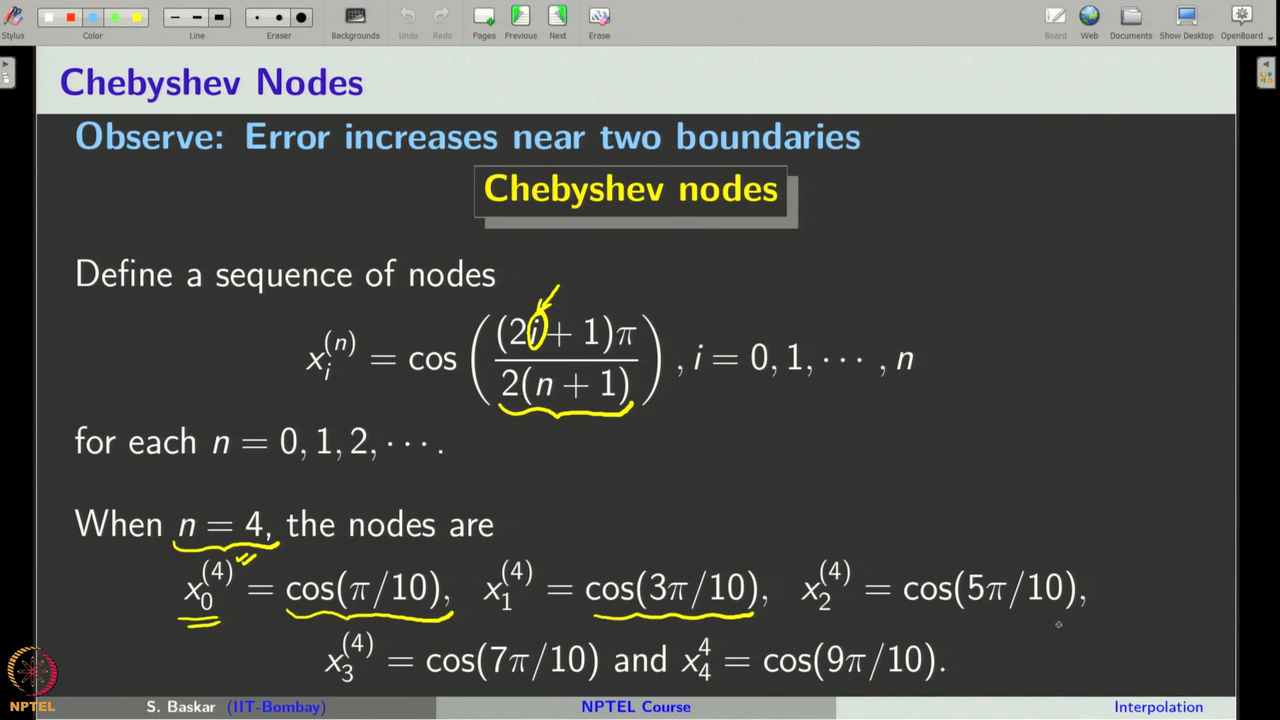 Stylus Color Line Eraser Backgrounds Undo Redo Pages Previous Next Erase Board Web Documents Show Desktop OpenBoard
Chebyshev Nodes
Observe: Error increases near two boundaries
Chebyshev nodes
Define a sequence of nodes
x_i^{(n)} = cos( (2i + 1)π / 2(n + 1) ), i = 0, 1, ⋯ , n
for each n = 0, 1, 2, ⋯ .
When n = 4, the nodes are
x_0^{(4)} = cos(π/10), x_1^{(4)} = cos(3π/10), x_2^{(4)} = cos(5π/10),
x_3^{(4)} = cos(7π/10) and x_4^4 = cos(9π/10).
NPTEL
S. Baskar (IIT-Bombay) NPTEL Course Interpolation